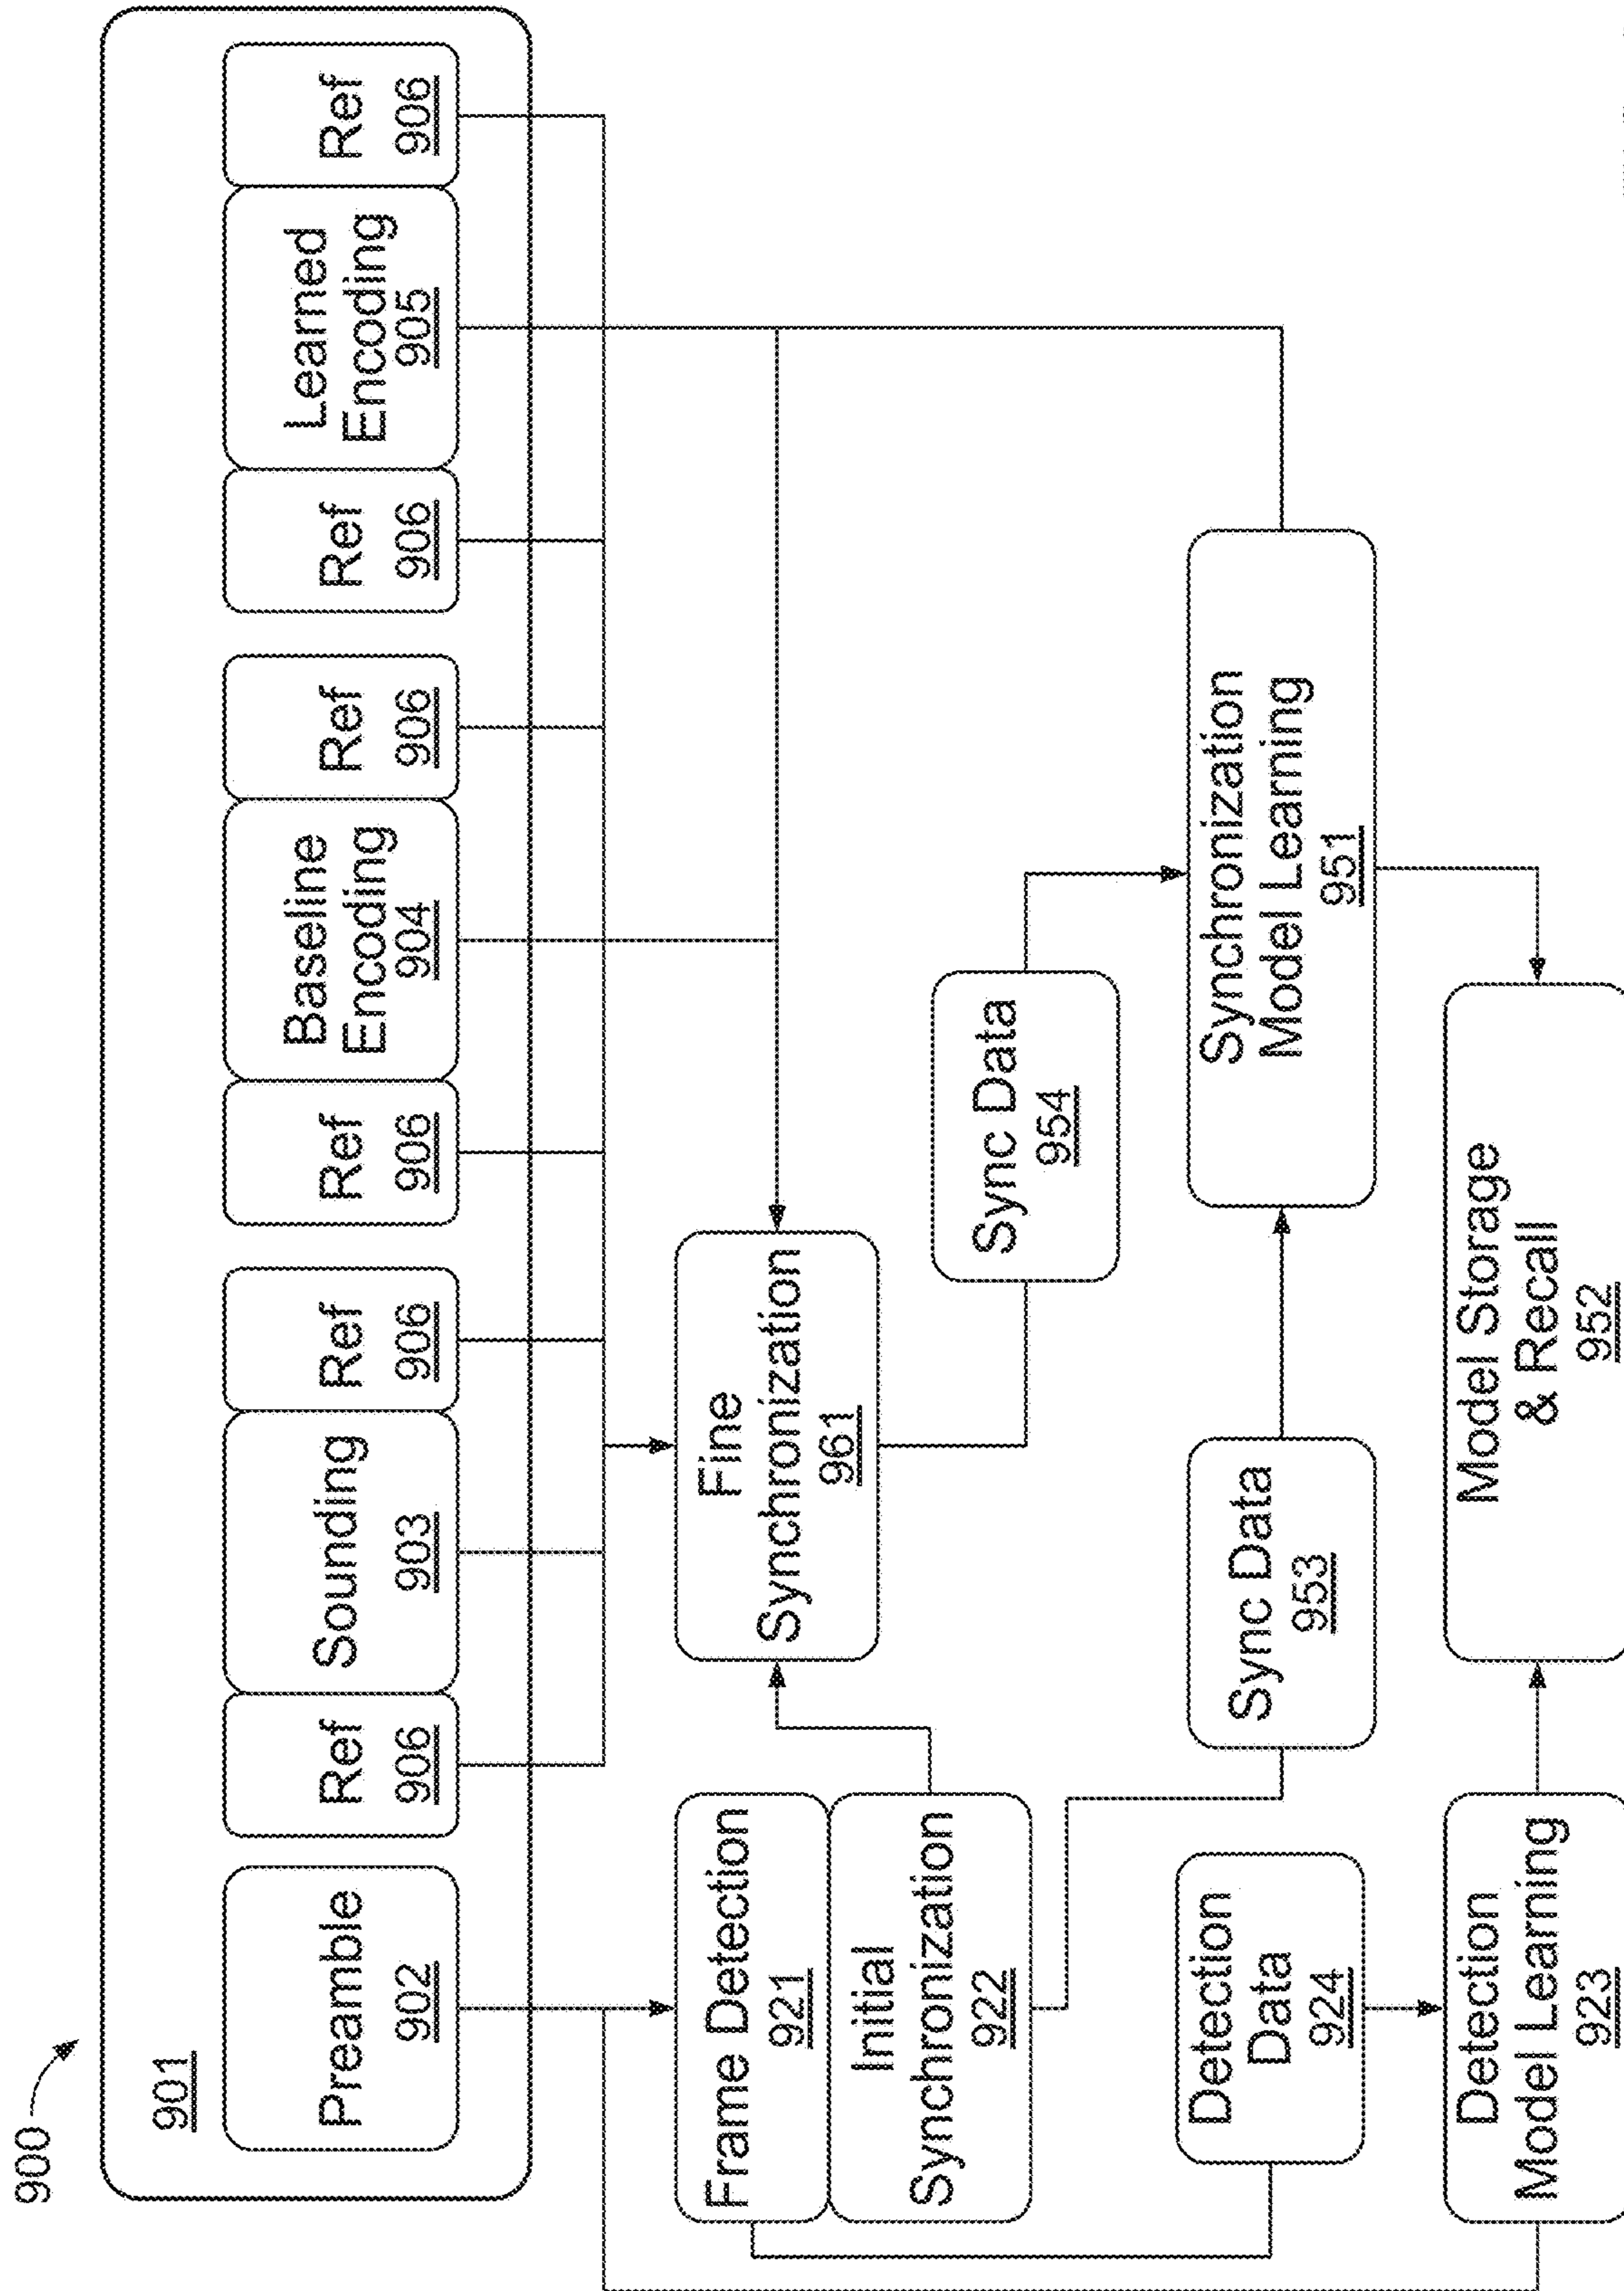 900
901
Preamble
902
Ref
906
Sounding
903
Ref
906
Ref
906
Baseline
Encoding
904
Ref
906
Ref
906
Learned
Encoding
905
Ref
906
Frame Detection
921
Initial
Synchronization
922
Fine
Synchronization
961
Sync Data
954
Detection
Data
924
Sync Data
953
Synchronization
Model Learning
951
Detection
Model Learning
923
Model Storage
& Recall
952